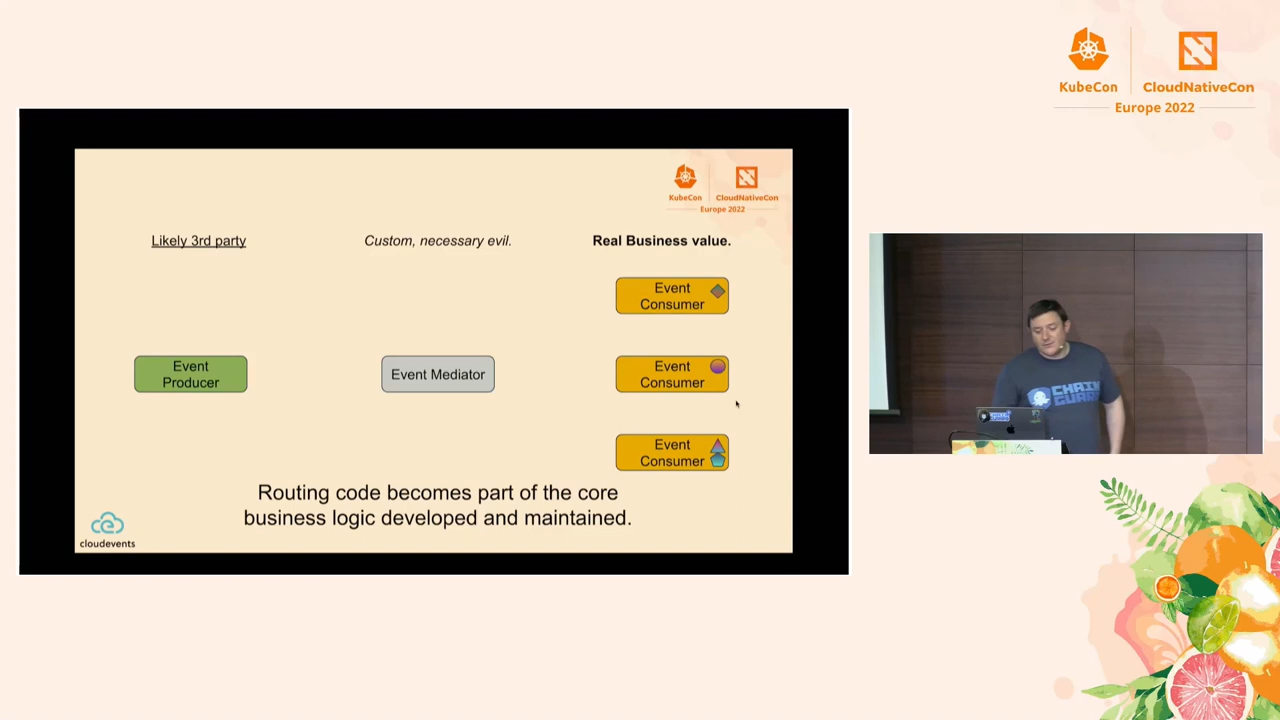 KubeCon
CloudNativeCon
Europe 2022
KubeCon
CloudNativeCon
Europe 2022
Likely 3rd party
Custom, necessary evil.
Real Business value.
Event
Consumer
Event
Producer
Event Mediator
Event
Consumer
Event
Consumer
Routing code becomes part of the core
business logic developed and maintained.
cloudevents
CHAIN
GUARD